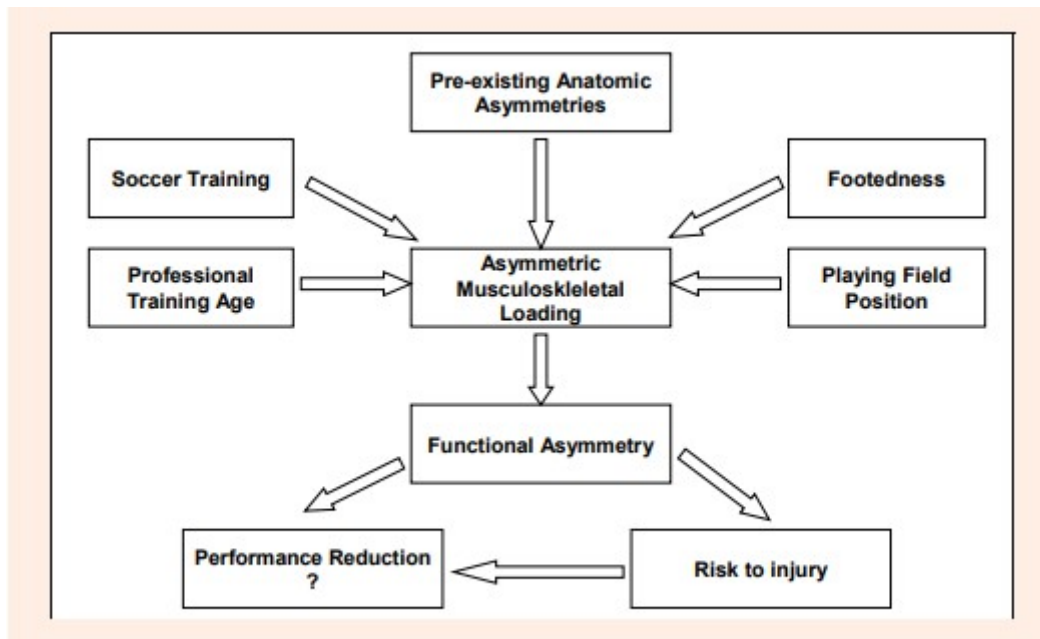 Pre-existing Anatomic
Asymmetries
Soccer Training
Footedness
Professional
Training Age
Asymmetric
Musculoskleletal
Loading
Playing Field
Position
Functional Asymmetry
Performance Reduction
?
Risk to injury